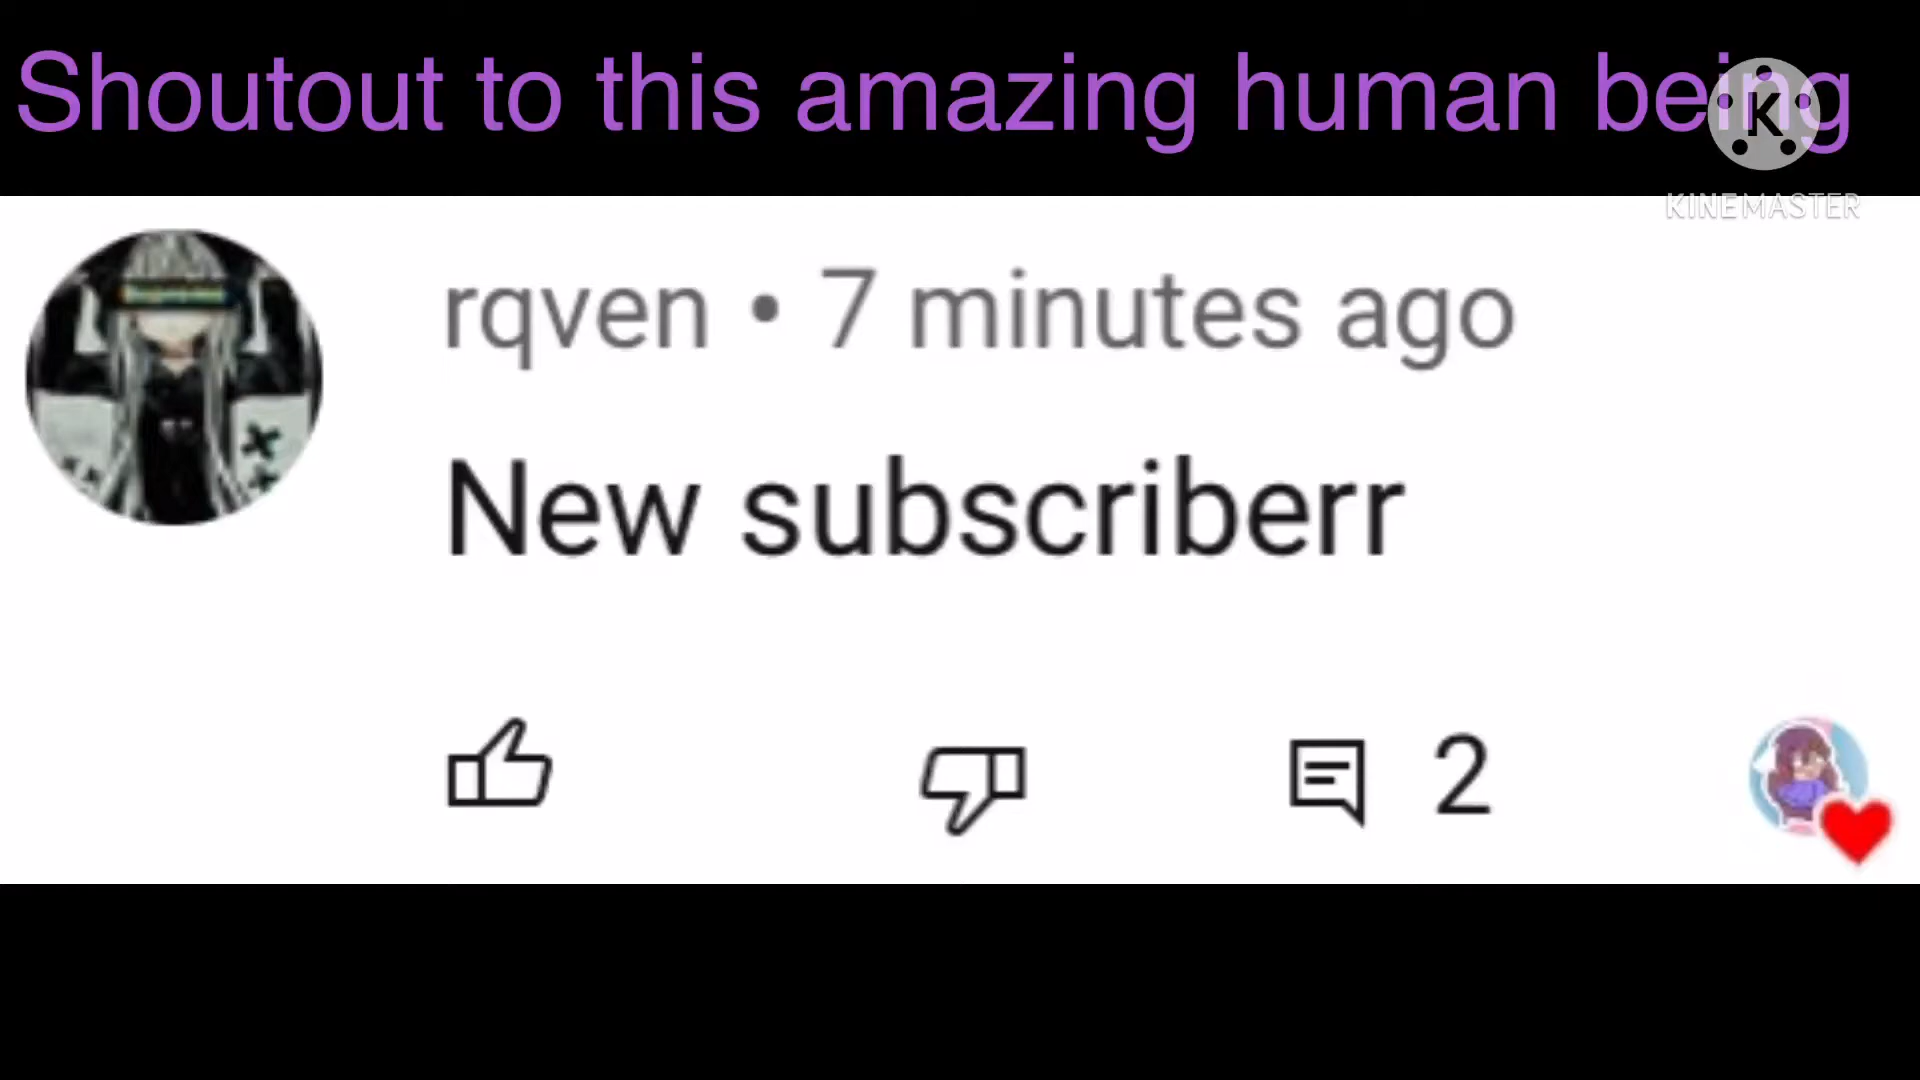 Shoutout to this amazing human being
K
KINEMASTER
rqven • 7 minutes ago
New subscriberr
2